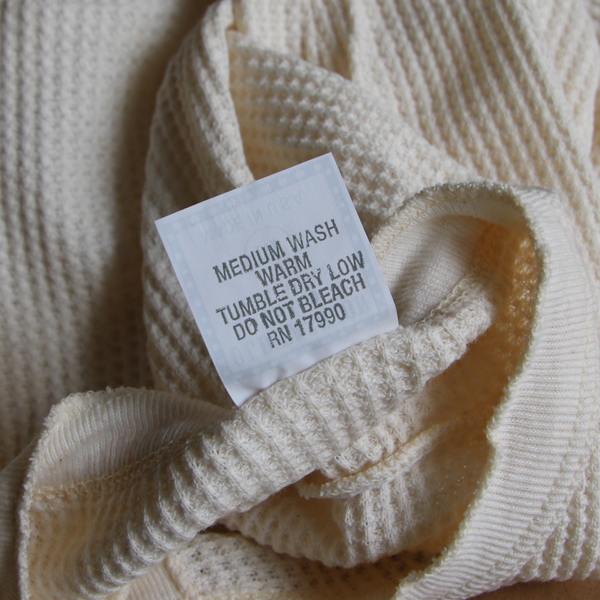 MEDIUM WASH
WARM
TUMBLE DRY LOW
DO NOT BLEACH
RN 17990